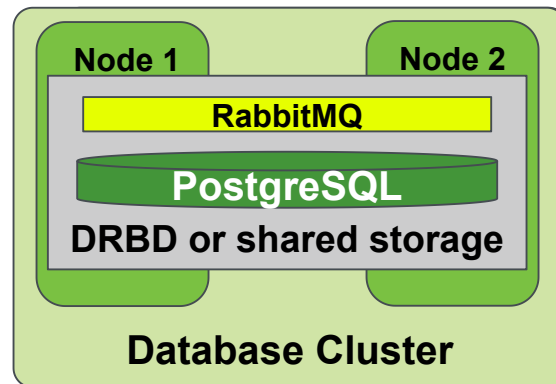 Node 1
Node 2
RabbitMQ
PostgreSQL
DRBD or shared storage
Database Cluster